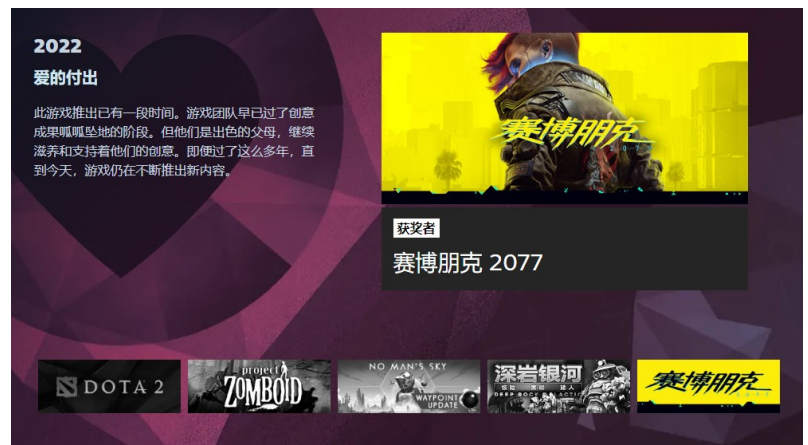 2022
爱的付出
此游戏推出已有一段时间。游戏团队早已过了创意
成果呱呱坠地的阶段。但他们是出色的父母，继续
滋养和支持着他们的创意。即便过了这么多年，直
到今天，游戏仍在不断推出新内容。
赛博朋克
2077
获奖者
赛博朋克 2077
DOTA 2
project
ZOMBOID
NO MAN'S SKY
WAYPOINT
UPDATE
深岩银河
DEEP ROCK GALACTIC
赛博朋克
2077